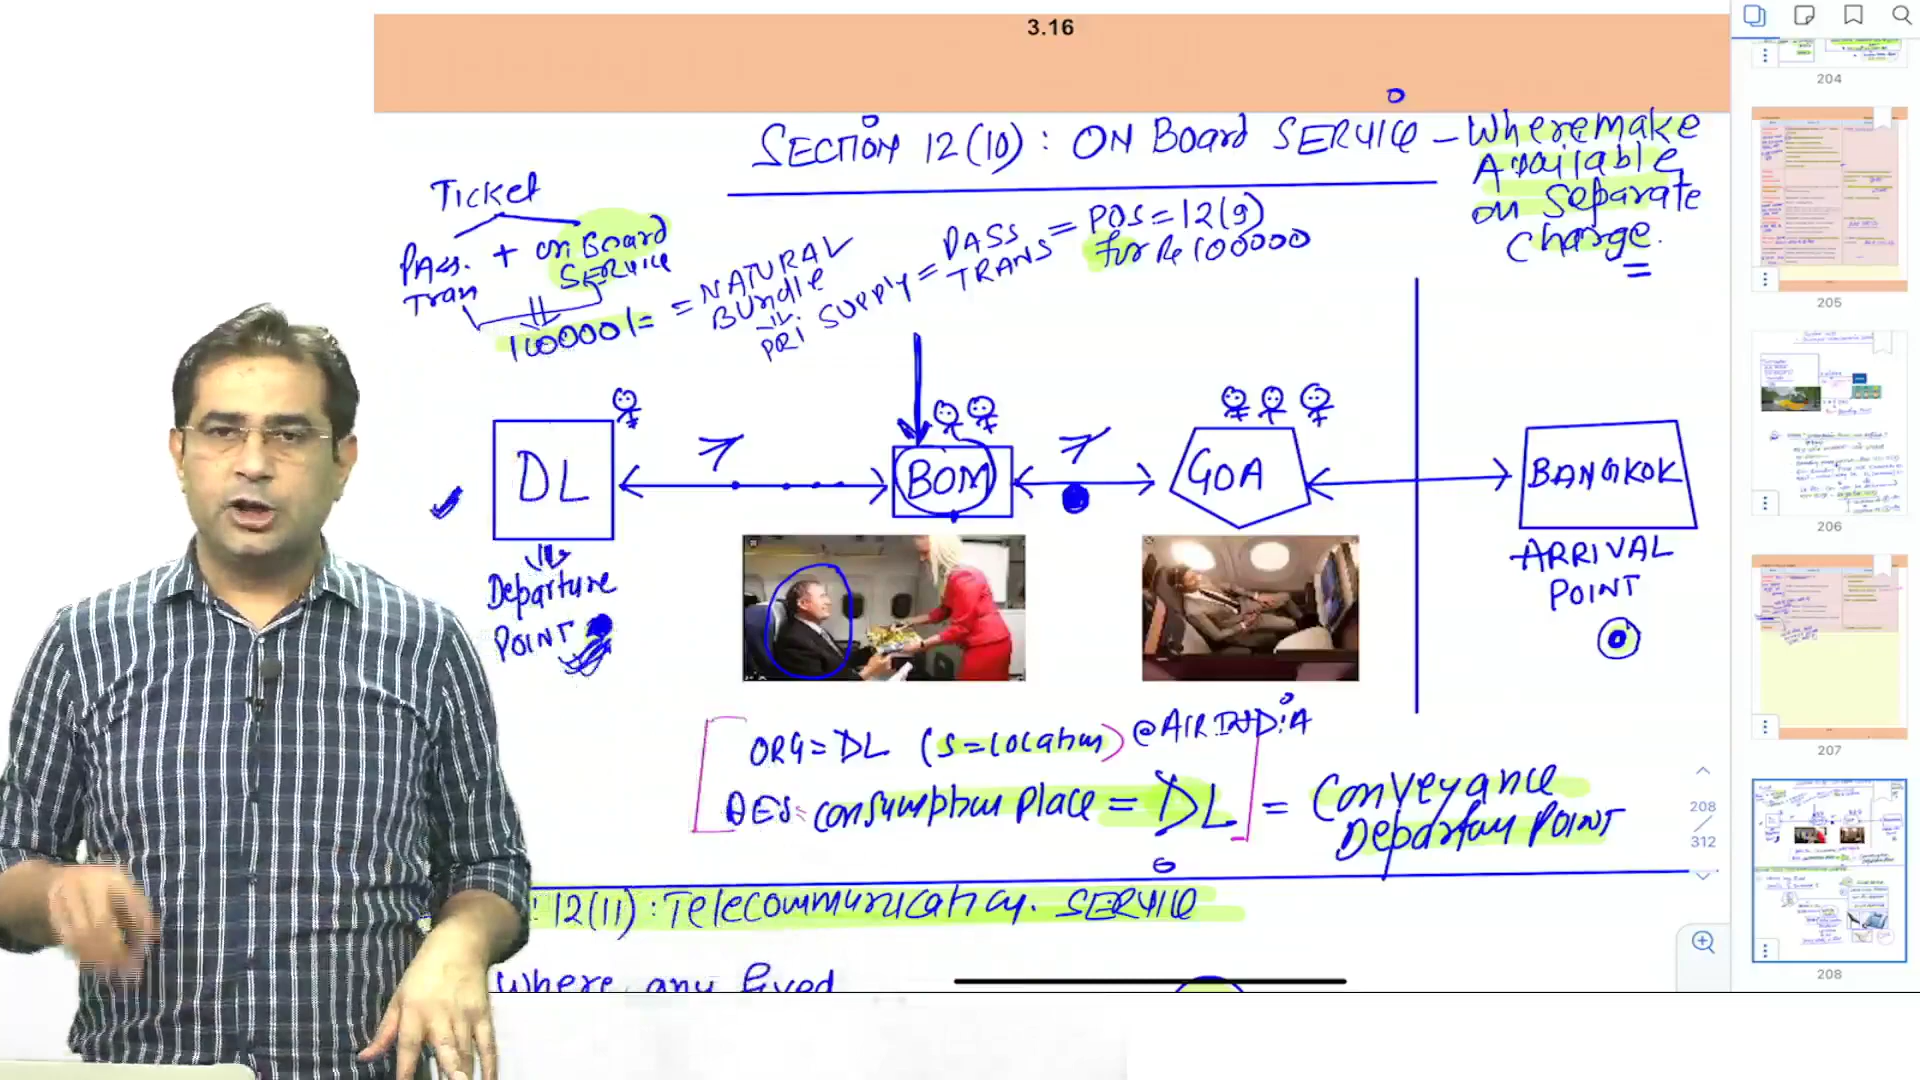 3.16
SECTION 12(10) : ON Board SERVICE - Where make
Available
on Separate
Charge.
Ticket
PASS. + on Board
Tran SERVICE
100000/= = NATURAL
Bundle
PRI SUPPLY = PASS
TRANS = POS = 12(9)
for Rs 100000
DL
BOM
GOA
BANGKOK
Departure
POINT
ARRIVAL
POINT
ORG = DL (S = Location) @ AIR INDIA
DES = consumption Place = DL = Conveyance
Departure POINT
: 12(11) : Telecommunication. SERVICE
where any fixed
204
205
206
207
208
208
/
312